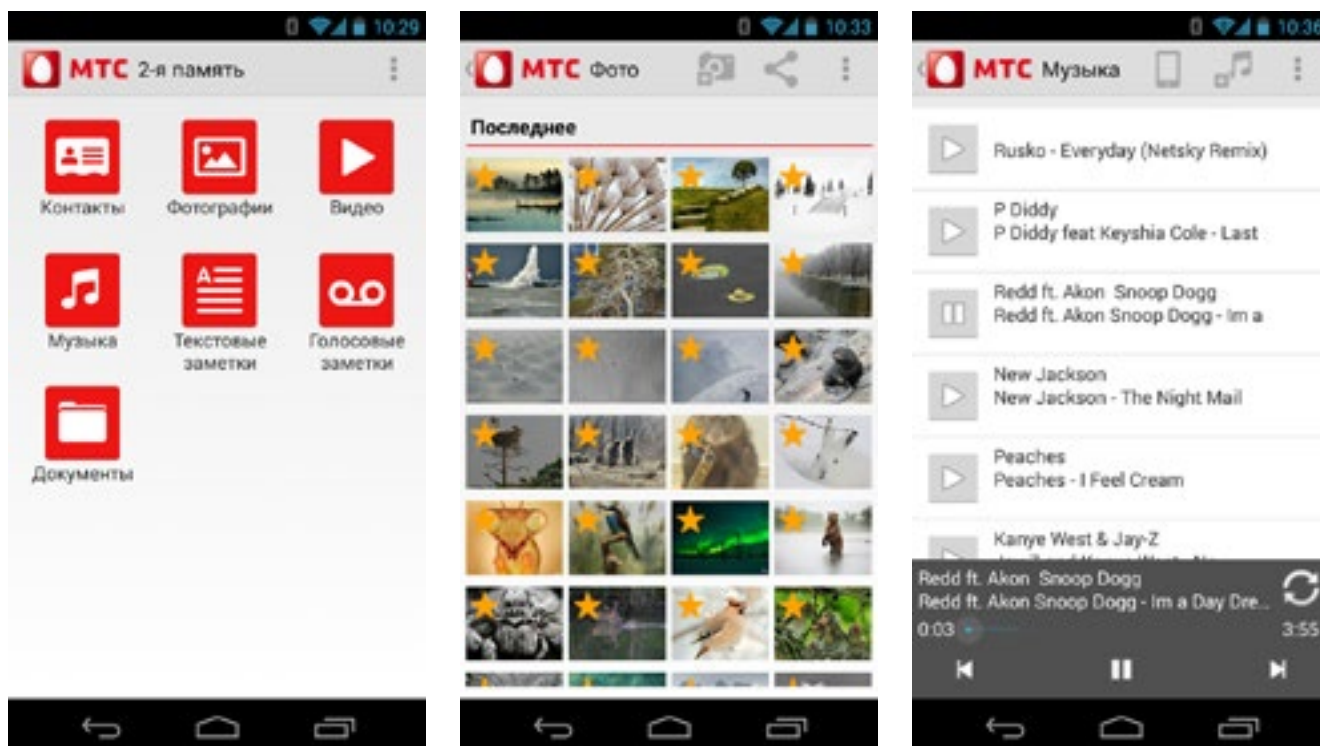 10:29
МТС 2-я память
Контакты
Фотографии
Видео
Музыка
Текстовые
заметки
Голосовые
заметки
Документы
10:33
МТС Фото
Последнее
10:36
МТС Музыка
Rusko - Everyday (Netsky Remix)
P Diddy
P Diddy feat Keyshia Cole - Last
Redd ft. Akon Snoop Dogg
Redd ft. Akon Snoop Dogg - Im a
New Jackson
New Jackson - The Night Mail
Peaches
Peaches - I Feel Cream
Kanye West & Jay-Z
Redd ft. Akon Snoop Dogg
Redd ft. Akon Snoop Dogg - Im a Day Dre...
0:03
3:55